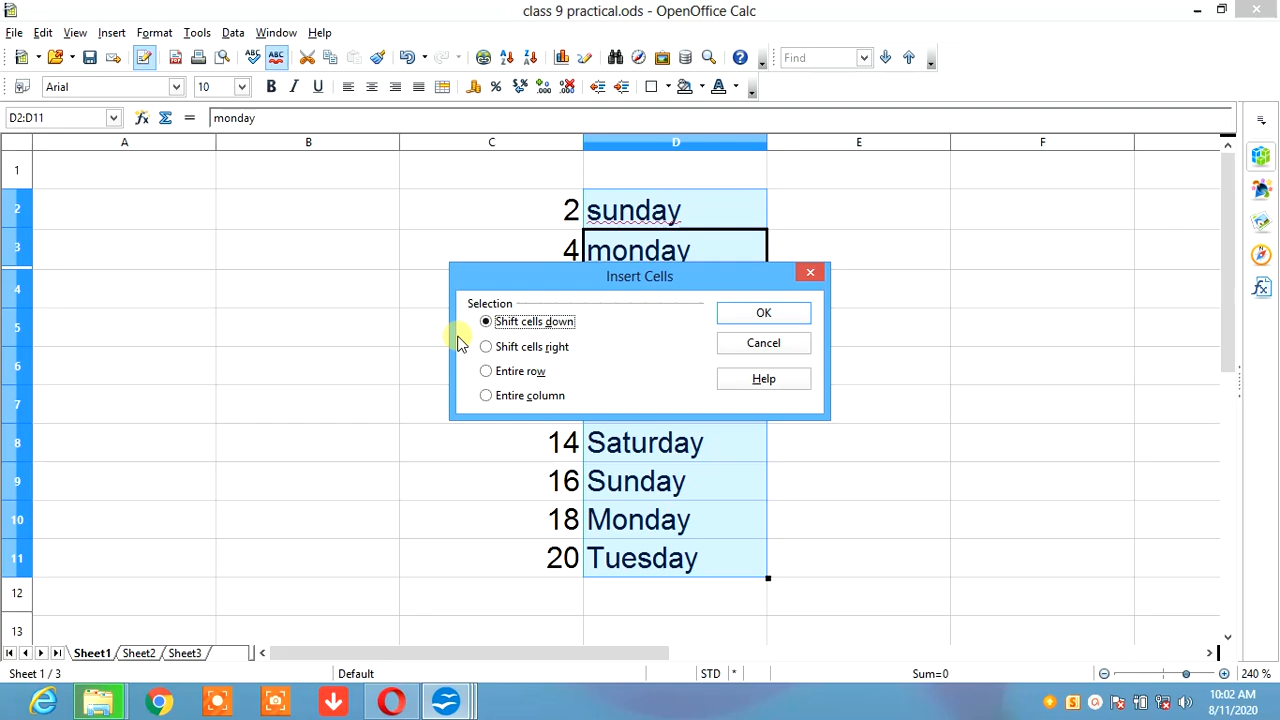 class 9 practical.ods - OpenOffice Calc
File Edit View Insert Format Tools Data Window Help
Find
Arial 10
D2:D11 monday
A B C D E F
1
2 2 sunday
3 4 monday
Insert Cells
Selection
Shift cells down OK
4
5
Shift cells right Cancel
6
Entire row Help
7
Entire column
8 14 Saturday
9 16 Sunday
10 18 Monday
11 20 Tuesday
12
13
Sheet1 Sheet2 Sheet3
Sheet 1 / 3 Default STD * Sum=0 240 %
10:02 AM
8/11/2020